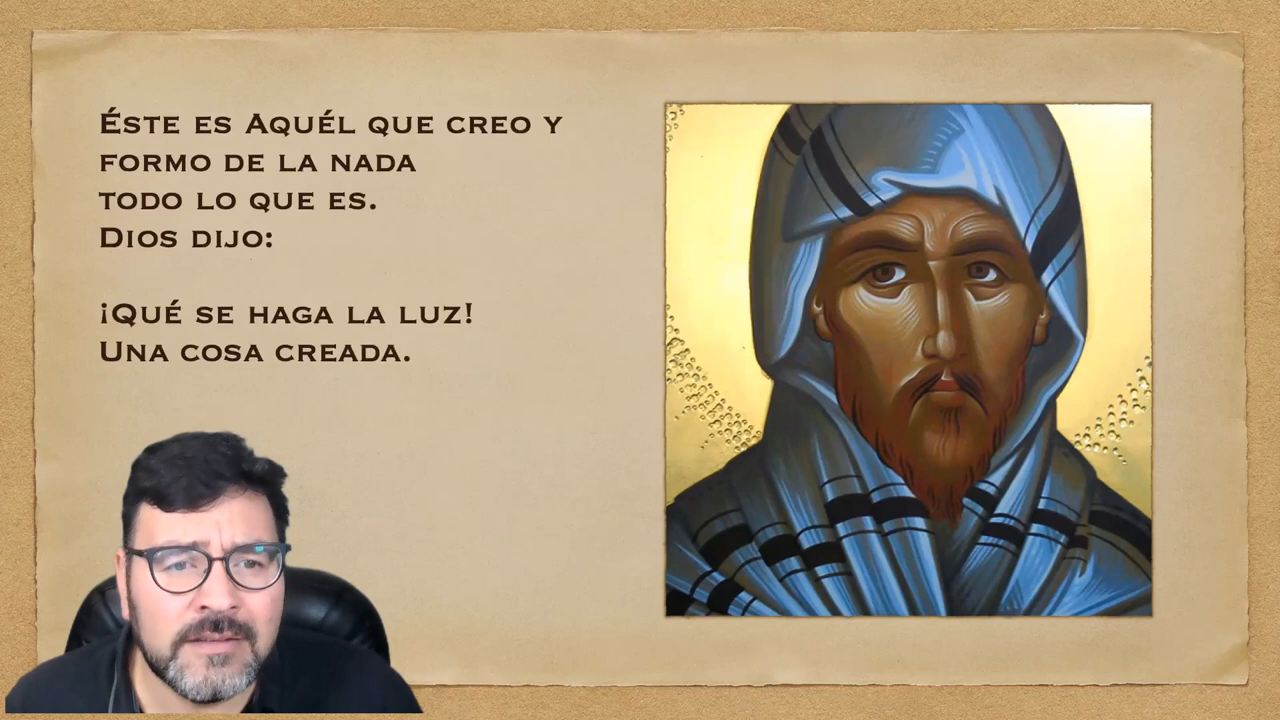 Éste es Aquél que creo y
formo de la nada
todo lo que es.
Dios dijo:
¡Qué se haga la luz!
Una cosa creada.